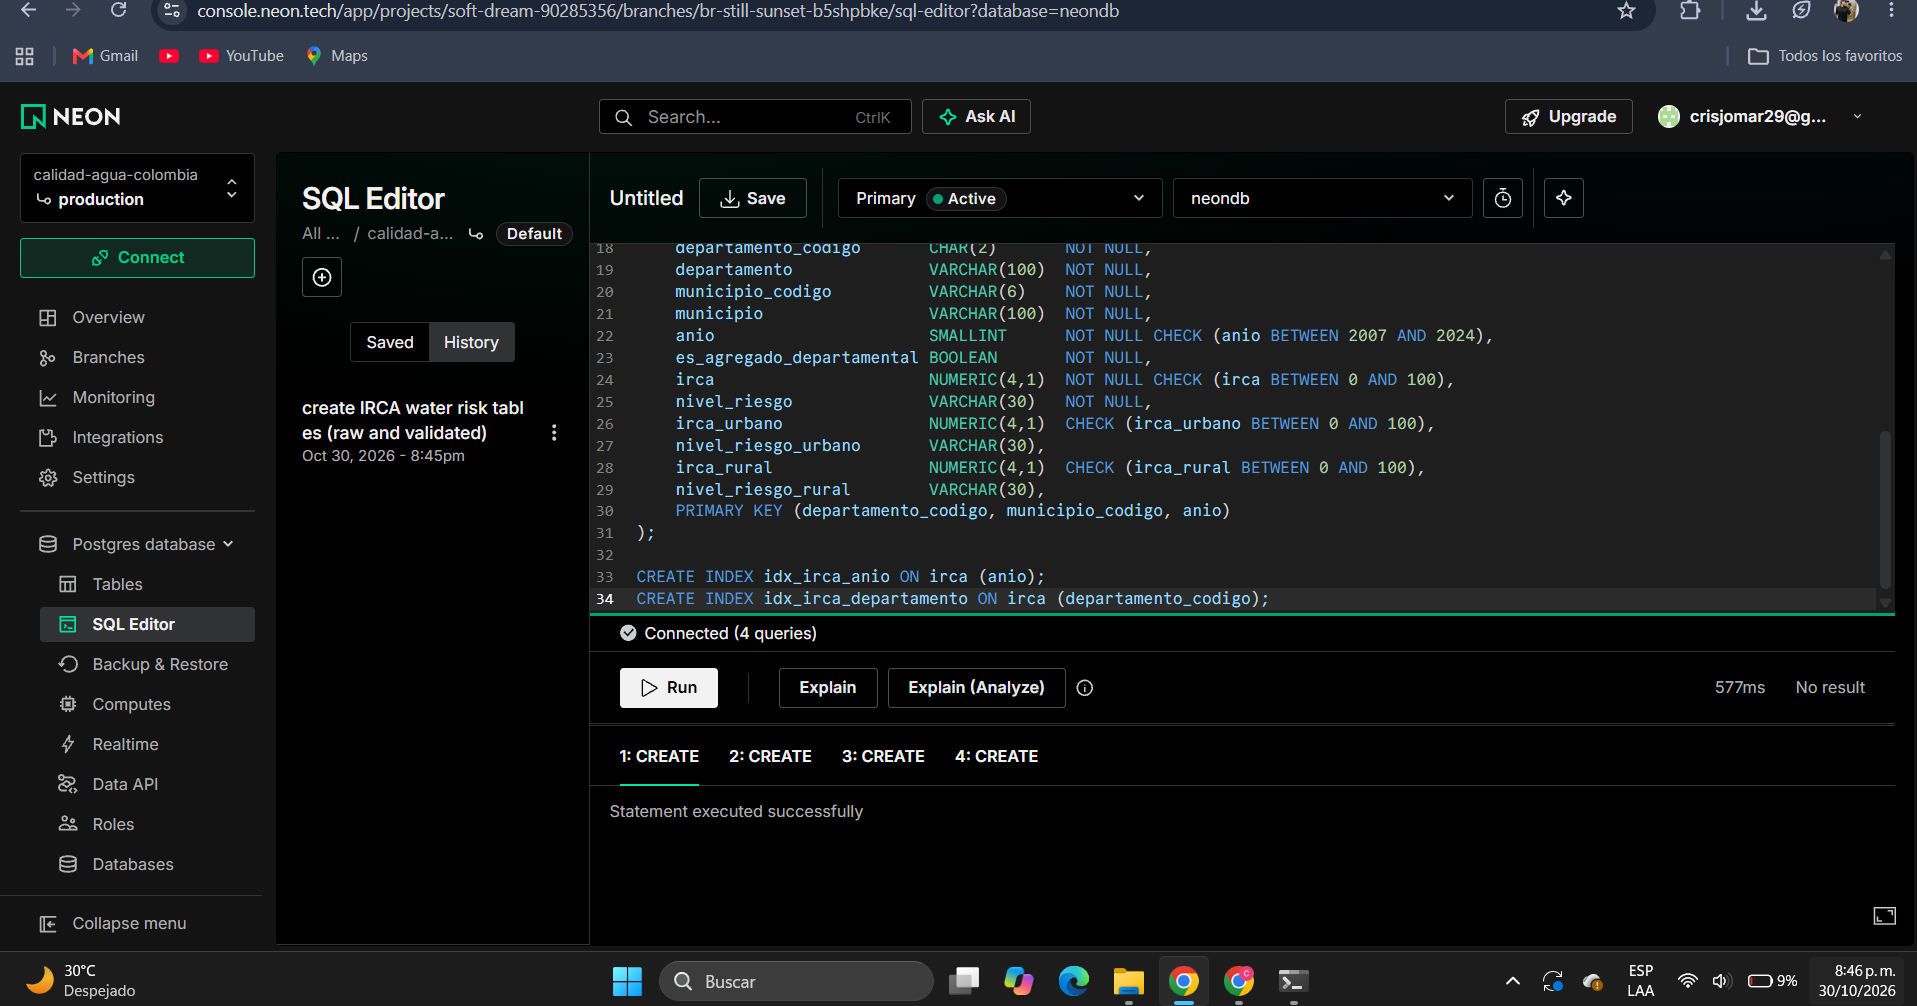 console.neon.tech/app/projects/soft-dream-90285356/branches/br-still-sunset-b5shpbke/sql-editor?database=neondb
Gmail
YouTube
Maps
Todos los favoritos
NEON
Search...
CtrlK
Ask AI
Upgrade
crisjomar29@g...
calidad-agua-colombia
production
Connect
Overview
Branches
Monitoring
Integrations
Settings
Postgres database
Tables
SQL Editor
Backup & Restore
Computes
Realtime
Data API
Roles
Databases
Collapse menu
SQL Editor
All ... / calidad-a... Default
Saved
History
create IRCA water risk tabl
es (raw and validated)
Oct 30, 2026 - 8:45pm
Untitled
Save
Primary
Active
neondb
18 departamento_codigo CHAR(2) NOT NULL,
19 departamento VARCHAR(100) NOT NULL,
20 municipio_codigo VARCHAR(6) NOT NULL,
21 municipio VARCHAR(100) NOT NULL,
22 anio SMALLINT NOT NULL CHECK (anio BETWEEN 2007 AND 2024),
23 es_agregado_departamental BOOLEAN NOT NULL,
24 irca NUMERIC(4,1) NOT NULL CHECK (irca BETWEEN 0 AND 100),
25 nivel_riesgo VARCHAR(30) NOT NULL,
26 irca_urbano NUMERIC(4,1) CHECK (irca_urbano BETWEEN 0 AND 100),
27 nivel_riesgo_urbano VARCHAR(30),
28 irca_rural NUMERIC(4,1) CHECK (irca_rural BETWEEN 0 AND 100),
29 nivel_riesgo_rural VARCHAR(30),
30 PRIMARY KEY (departamento_codigo, municipio_codigo, anio)
31 );
32
33 CREATE INDEX idx_irca_anio ON irca (anio);
34 CREATE INDEX idx_irca_departamento ON irca (departamento_codigo);
Connected (4 queries)
Run
Explain
Explain (Analyze)
577ms
No result
1: CREATE
2: CREATE
3: CREATE
4: CREATE
Statement executed successfully
30°C
Despejado
Buscar
ESP
LAA
9%
8:46 p.m.
30/10/2026